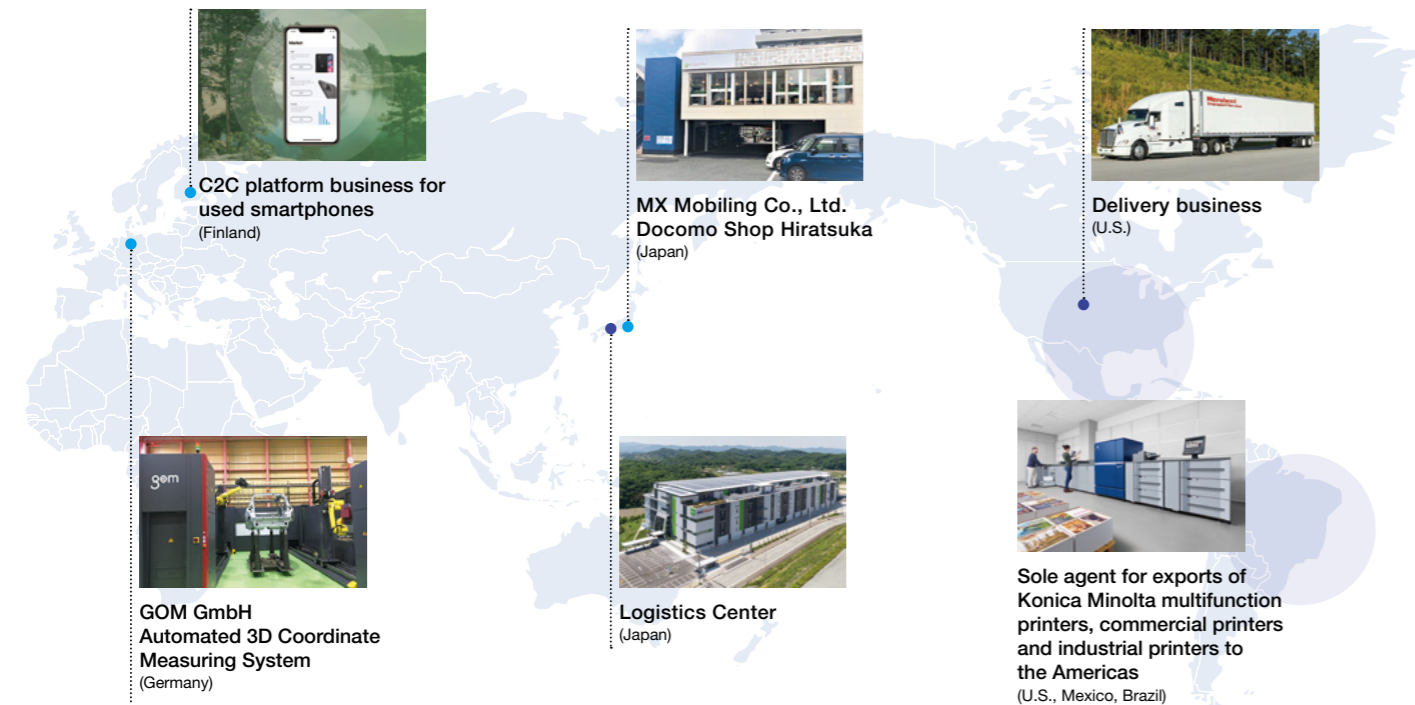 Market
C2C platform business for
used smartphones
(Finland)
MX Mobiling Co., Ltd.
Docomo Shop Hiratsuka
(Japan)
Delivery business
(U.S.)
gom
GOM GmbH
Automated 3D Coordinate
Measuring System
(Germany)
Logistics Center
(Japan)
Sole agent for exports of
Konica Minolta multifunction
printers, commercial printers
and industrial printers to
the Americas
(U.S., Mexico, Brazil)